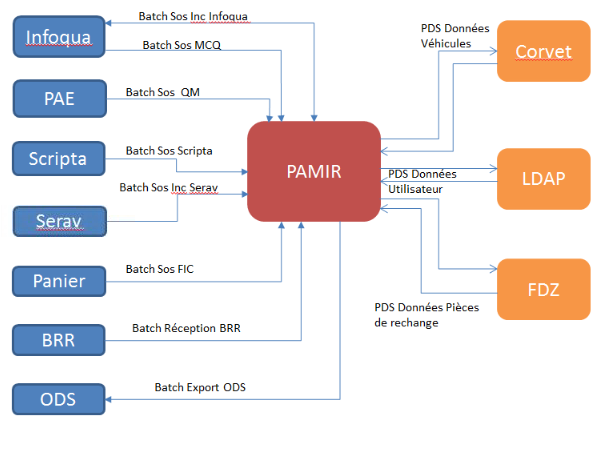 Batch Sos Inc Infoqua
Infoqua
Batch Sos MCQ
PDS Données
Véhicules
Corvet
PAE
Batch Sos QM
Scripta
Batch Sos Scripta
PAMIR
LDAP
PDS Données
Utilisateur
Batch Sos Inc Serav
Serav
Panier
Batch Sos FIC
FDZ
PDS Données Pièces
de rechange
BRR
Batch Réception BRR
ODS
Batch Export ODS